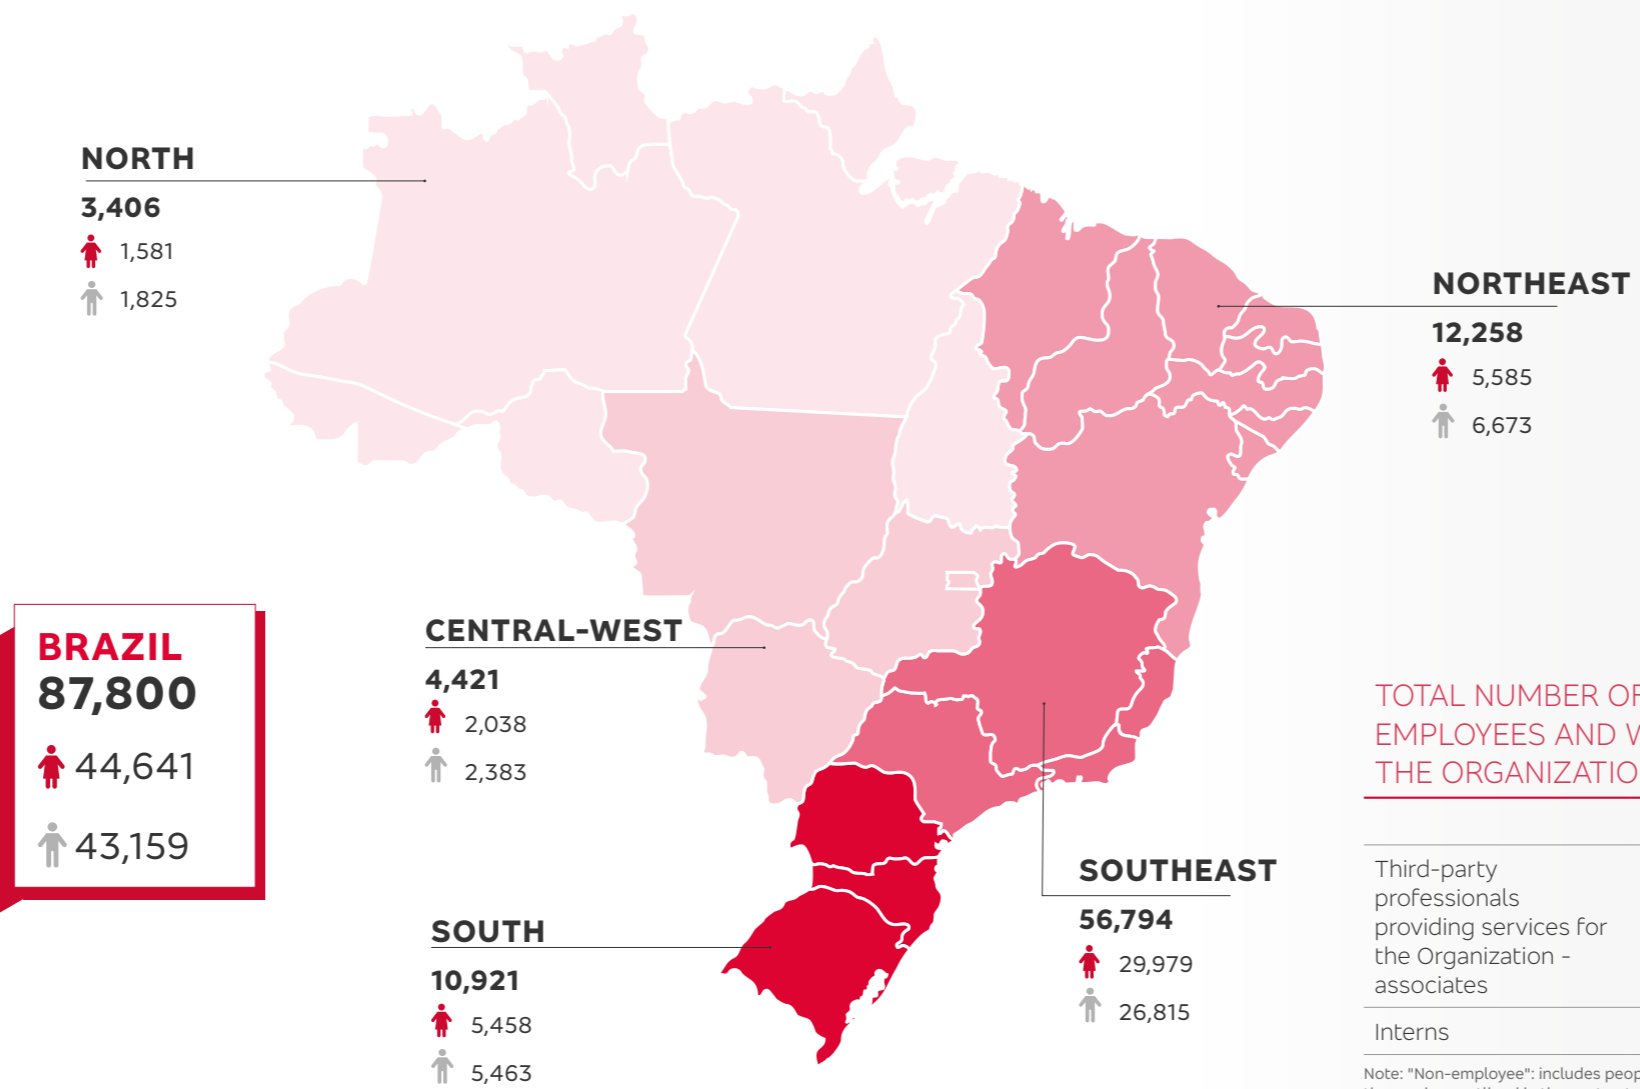 NORTH
3,406
1,581
1,825
NORTHEAST
12,258
5,585
6,673
BRAZIL
87,800
44,641
43,159
CENTRAL-WEST
4,421
2,038
2,383
SOUTH
10,921
5,458
5,463
SOUTHEAST
56,794
29,979
26,815
TOTAL NUMBER OF
EMPLOYEES AND
THE
Third-party
professionals
providing services for
the Organization -
associates
Interns
Note: "Non-employee": includes